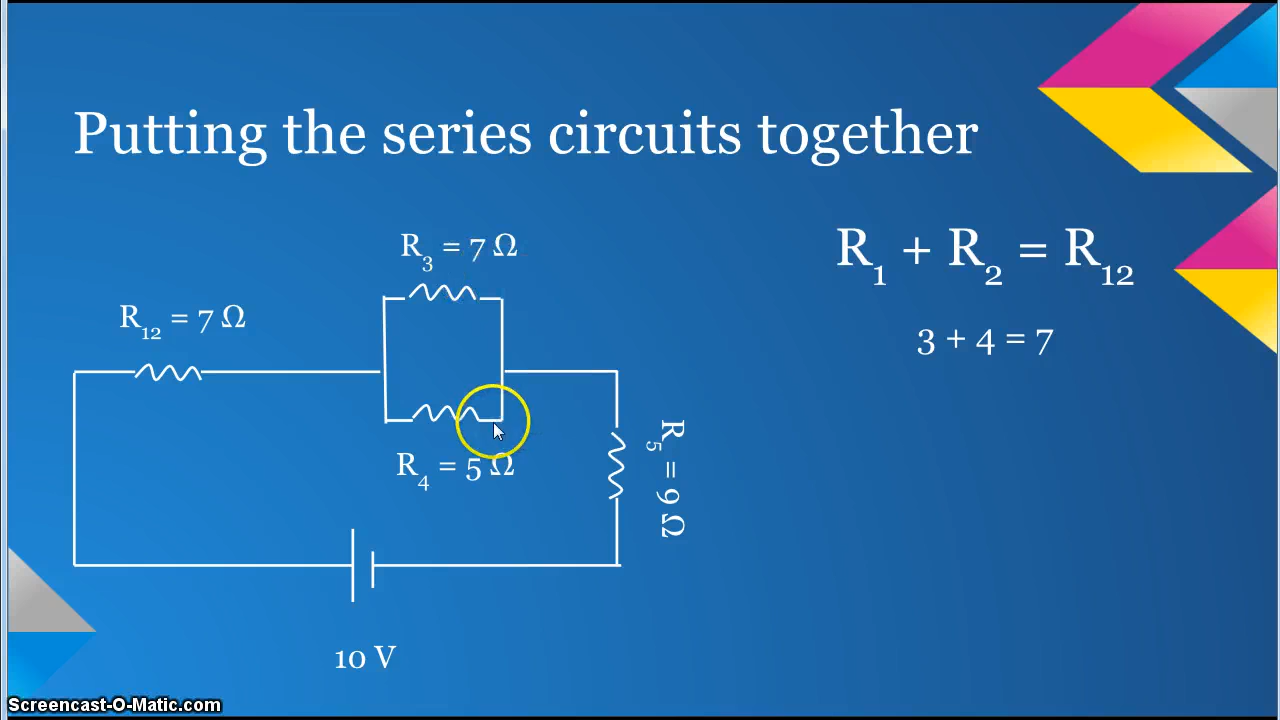 Putting the series circuits together
R₃ = 7 Ω
R₁₂ = 7 Ω
R₄ = 5 Ω
R₅ = 9 Ω
10 V
R₁ + R₂ = R₁₂
3 + 4 = 7
Screencast-O-Matic.com